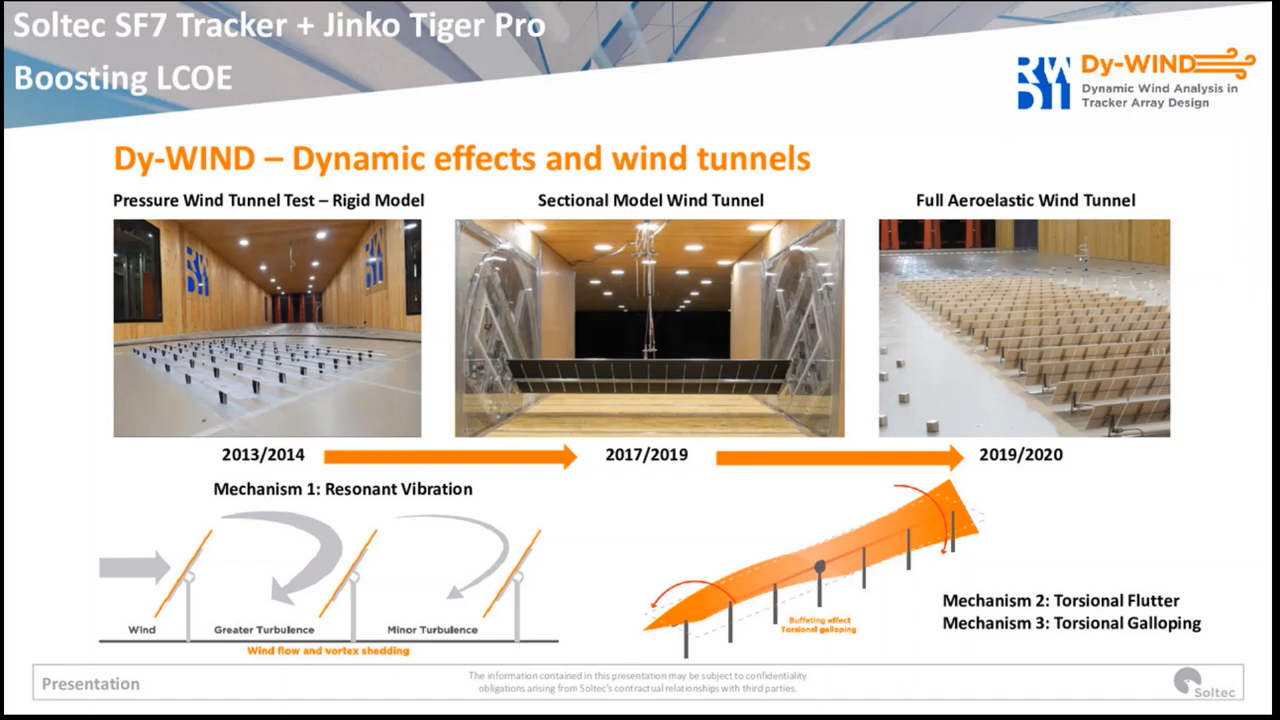 Soltec SF7 Tracker + Jinko Tiger Pro
Boosting LCOE
RWDI
Dy-WIND
Dynamic Wind Analysis in
Tracker Array Design
Dy-WIND – Dynamic effects and wind tunnels
Pressure Wind Tunnel Test – Rigid Model
Sectional Model Wind Tunnel
Full Aeroelastic Wind Tunnel
RWDI
2013/2014
2017/2019
2019/2020
Mechanism 1: Resonant Vibration
Wind
Greater Turbulence
Minor Turbulence
Wind flow and vortex shedding
Buffeting effect
Torsional galloping
Mechanism 2: Torsional Flutter
Mechanism 3: Torsional Galloping
Presentation
The information contained in this presentation may be subject to confidentiality
obligations arising from Soltec's contractual relationships with third parties.
Soltec